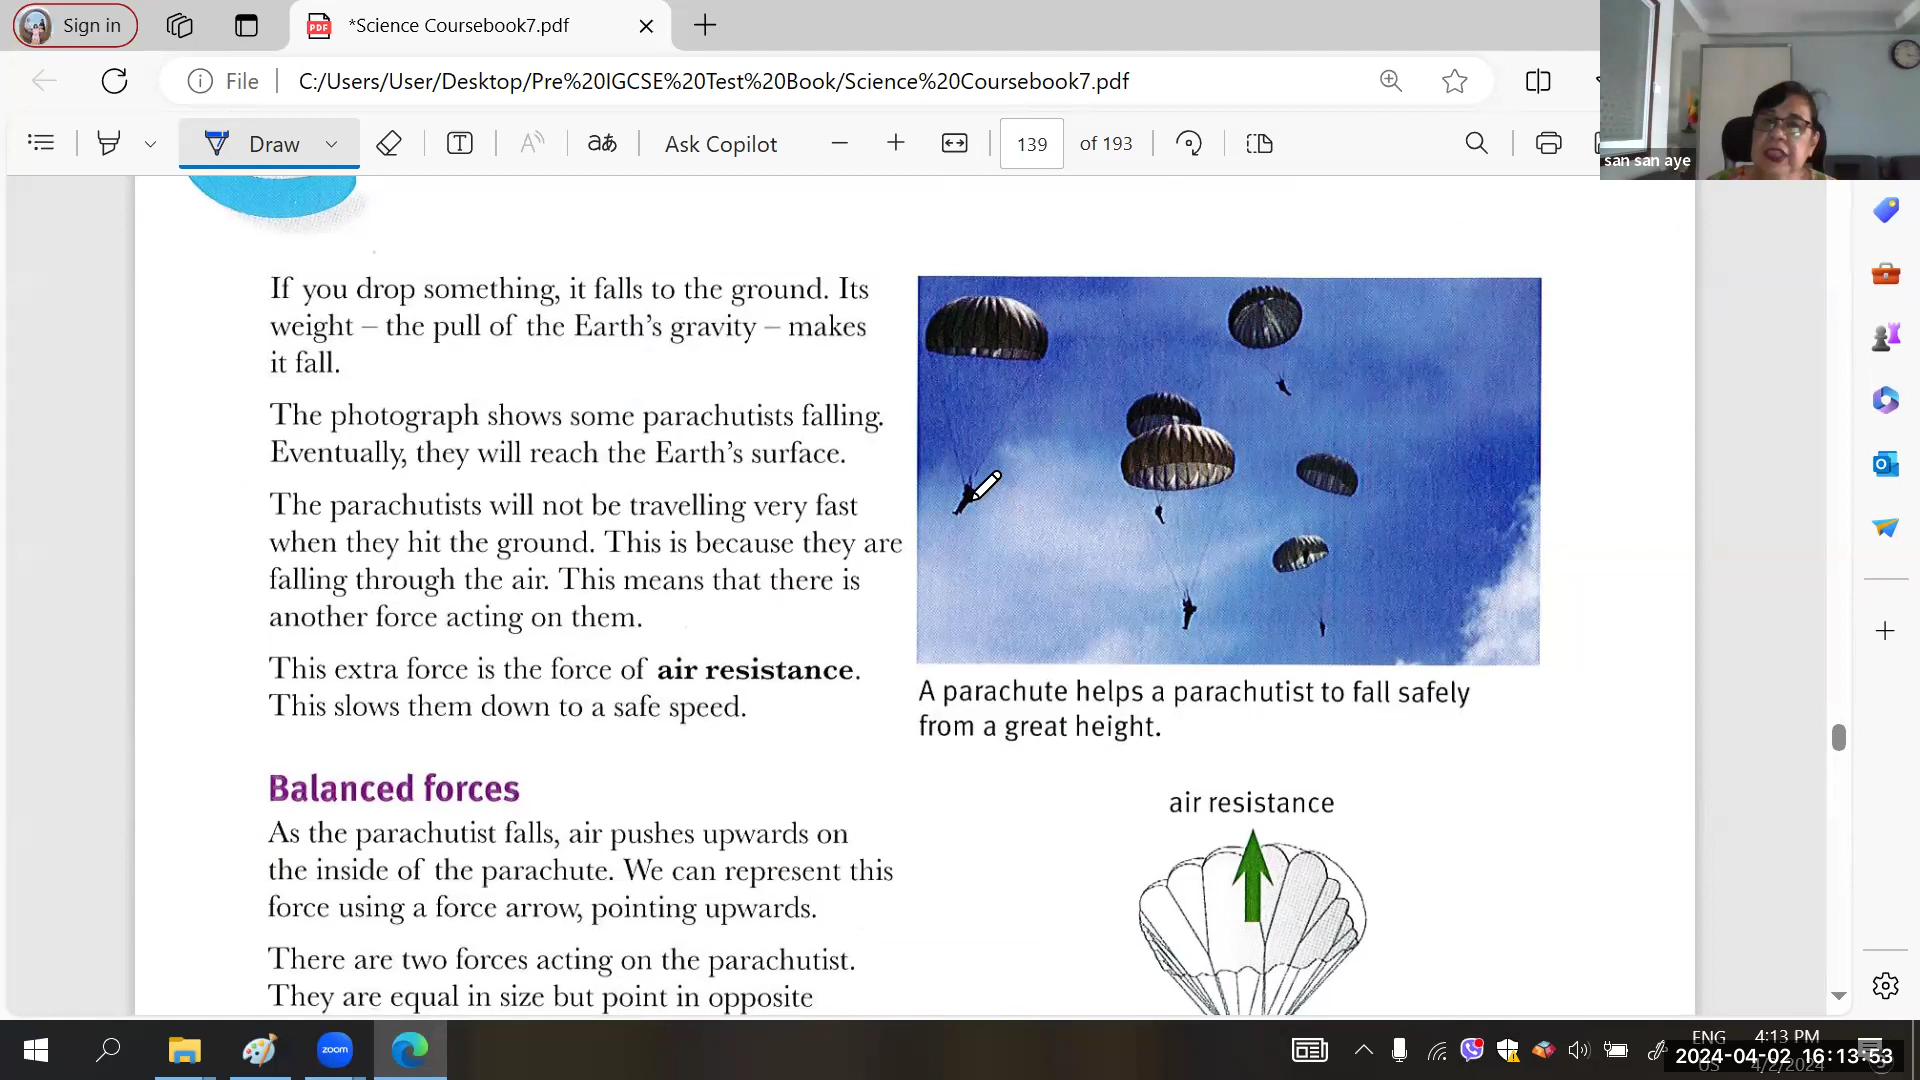 Sign in
*Science Coursebook7.pdf
File
C:/Users/User/Desktop/Pre%20IGCSE%20Test%20Book/Science%20Coursebook7.pdf
san san aye
Draw
Ask Copilot
139 of 193
If you drop something, it falls to the ground. Its
weight – the pull of the Earth's gravity – makes
it fall.
The photograph shows some parachutists falling.
Eventually, they will reach the Earth's surface.
The parachutists will not be travelling very fast
when they hit the ground. This is because they are
falling through the air. This means that there is
another force acting on them.
This extra force is the force of air resistance.
This slows them down to a safe speed.
A parachute helps a parachutist to fall safely
from a great height.
Balanced forces
As the parachutist falls, air pushes upwards on
the inside of the parachute. We can represent this
force using a force arrow, pointing upwards.
There are two forces acting on the parachutist.
They are equal in size but point in opposite
air resistance
zoom
ENG
4:13 PM
2024-04-02 16:13:53